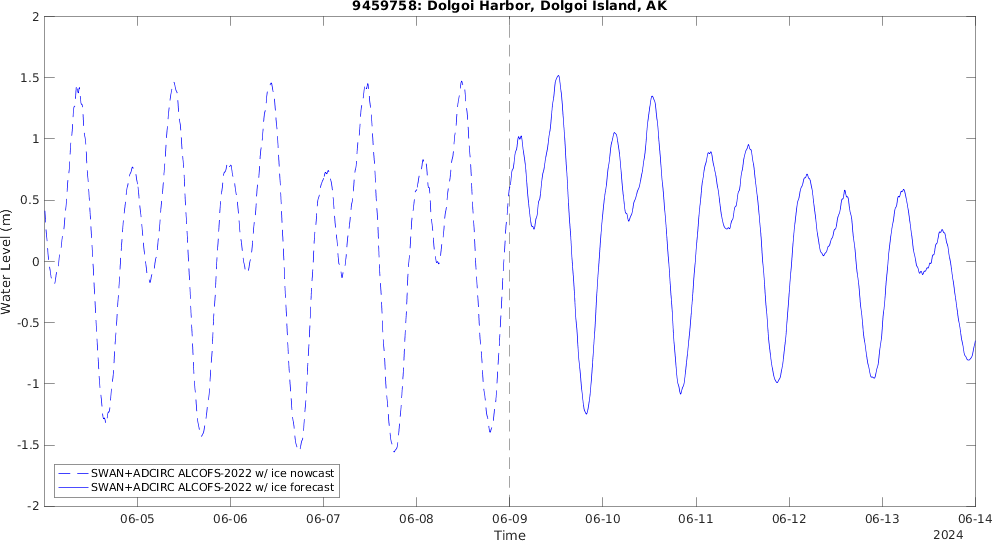 9459758: Dolgoi Harbor, Dolgoi Island, AK
2
1.5
1
0.5
0
-0.5
-1
-1.5
-2
Water Level (m)
SWAN+ADCIRC ALCOFS-2022 w/ ice nowcast
SWAN+ADCIRC ALCOFS-2022 w/ ice forecast
06-05 06-06 06-07 06-08 06-09 06-10 06-11 06-12 06-13 06-14
Time
2024